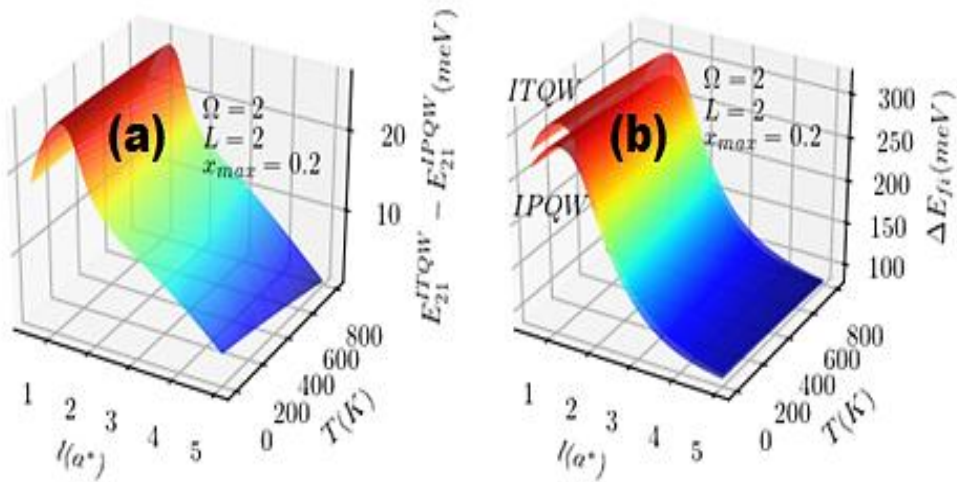 (a)
Ω = 2
L = 2
x_max = 0.2
20
10
E_21^ITQW − E_21^IPQW (meV)
800
600
400
200
0
T(K)
1
2
3
4
5
l(a*)
(b)
ITQW
IPQW
Ω = 2
L = 2
x_max = 0.2
300
250
200
150
100
ΔE_fi(meV)
800
600
400
200
0
T(K)
1
2
3
4
5
l(a*)